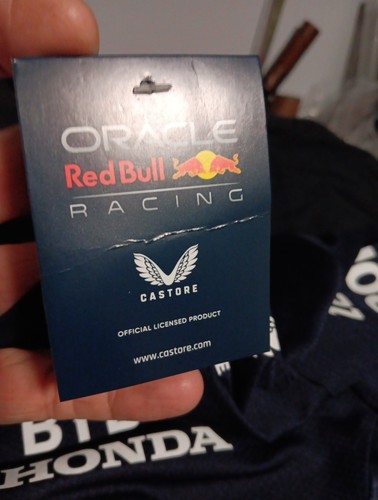 ORACLE
Red Bull
RACING
CASTORE
OFFICIAL LICENSED PRODUCT
www.castore.com
HONDA